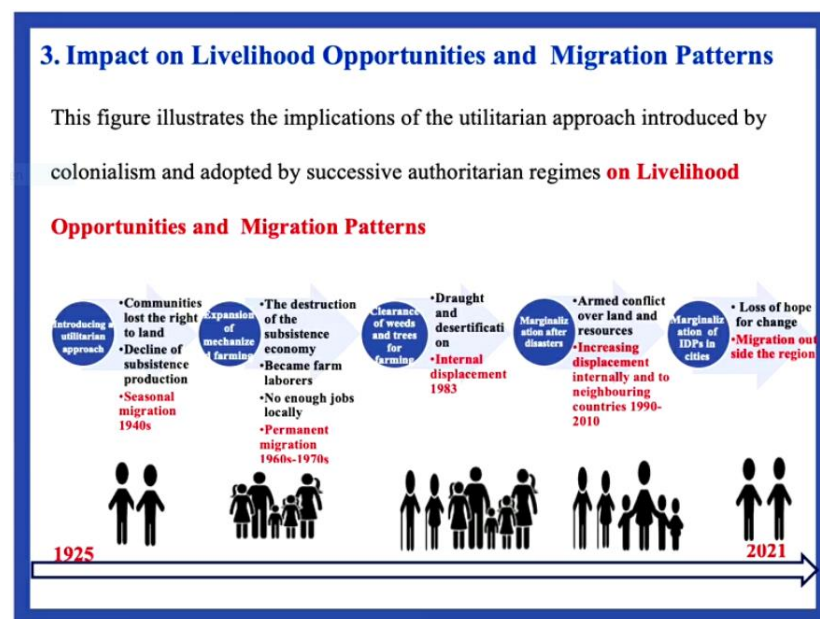 3. Impact on Livelihood Opportunities and Migration Patterns
This figure illustrates the implications of the utilitarian approach introduced by
colonialism and adopted by successive authoritarian regimes on Livelihood
Opportunities and Migration Patterns
Introducing a
utilitarian
approach
•Communities
lost the right
to land
•Decline of
subsistence
production
•Seasonal
migration
1940s
Expansion
of
mechanize
d farming
•The destruction
of the
subsistence
economy
•Became farm
laborers
•No enough jobs
locally
•Permanent
migration
1960s-1970s
Clearance
of weeds
and trees
for
farming
•Draught
and
desertificati
on
•Internal
displacement
1983
Marginaliz
ation after
disasters
•Armed conflict
over land and
resources
•Increasing
displacement
internally and to
neighbouring
countries 1990-
2010
Marginaliz
ation of
IDPs in
cities
• Loss of hope
for change
•Migration out
side the region
1925
2021